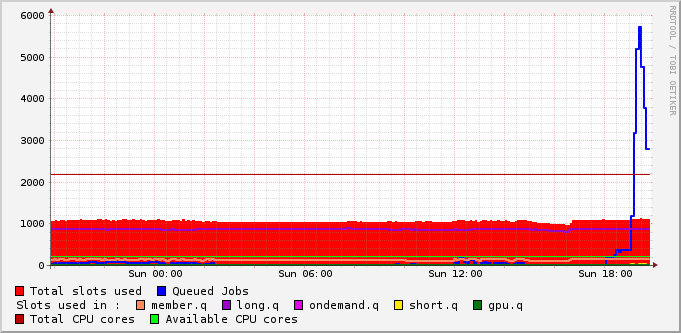 6000
5000
4000
3000
2000
1000
0
Sun 00:00 Sun 06:00 Sun 12:00 Sun 18:00
RRDTOOL / TOBI OETIKER
Total slots used Queued Jobs
Slots used in : member.q long.q ondemand.q short.q gpu.q
Total CPU cores Available CPU cores